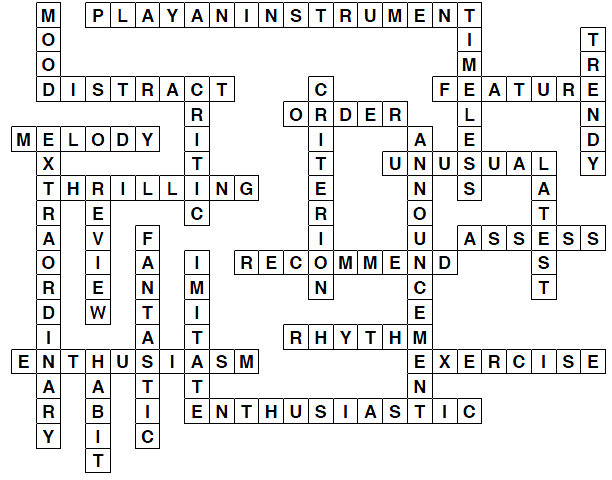 MOOD
PLAYANINSTRUMENT
TIMELESS
TRENDY
DISTRACT
CRITIC
CRITERION
FEATURE
ORDER
MELODY
EXTRAORDINARY
ANNOUNCEMENT
UNUSUAL
LATEST
THRILLING
REVIEW
FANTASTIC
ASSESS
IMITATE
RECOMMEND
RHYTHM
ENTHUSIASM
HABIT
EXERCISE
ENTHUSIASTIC